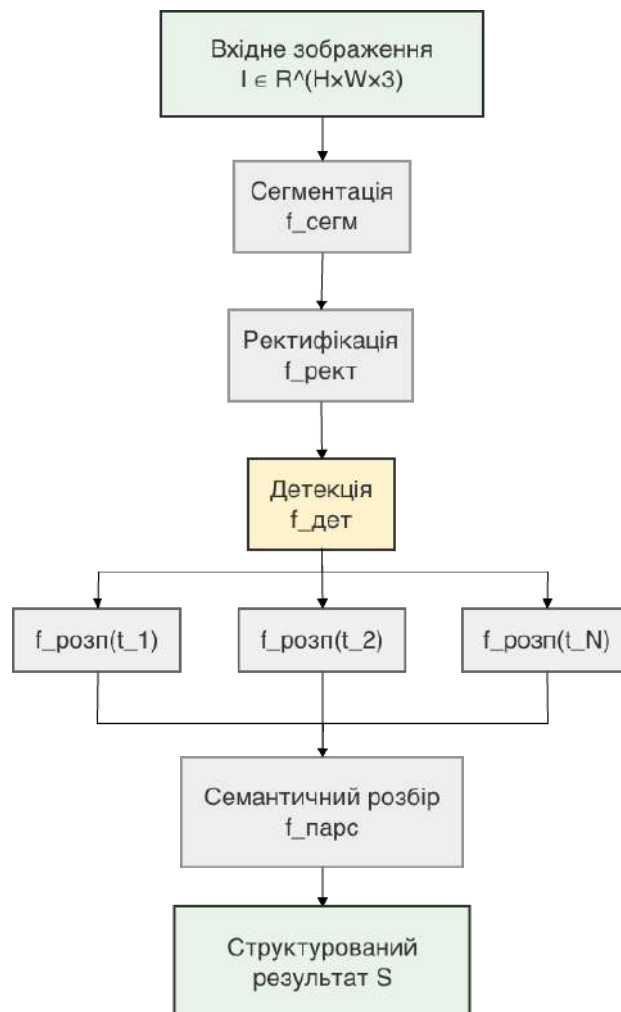 Вхідне зображення
I ∈ R^(H×W×3)
Сегментація
f_сегм
Ректифікація
f_рект
Детекція
f_дет
f_розп(t_1)
f_розп(t_2)
f_розп(t_N)
Семантичний розбір
f_парс
Структурований
результат S